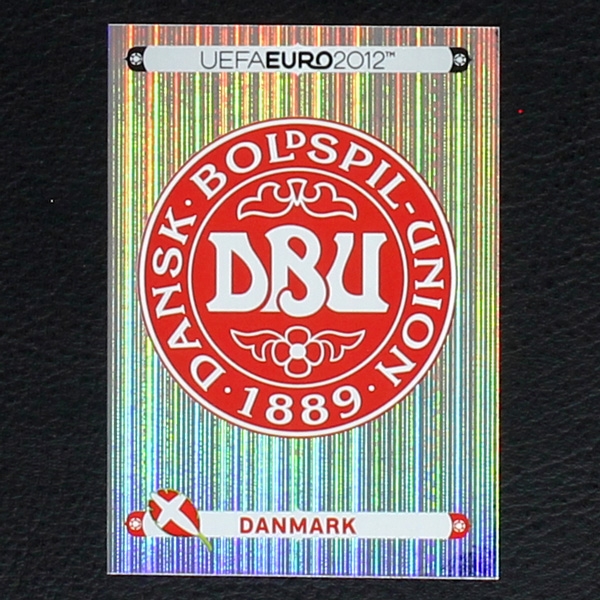 UEFAEURO2012™
DANSK · BOLDSPIL-UNION
DBU
· 1889 ·
DANMARK